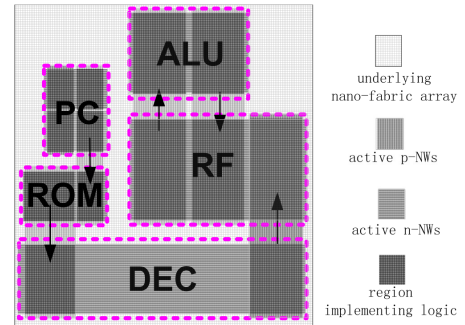 ALU
PC
RF
ROM
DEC
underlying
nano-fabric array
active p-NWs
active n-NWs
region
implementing logic